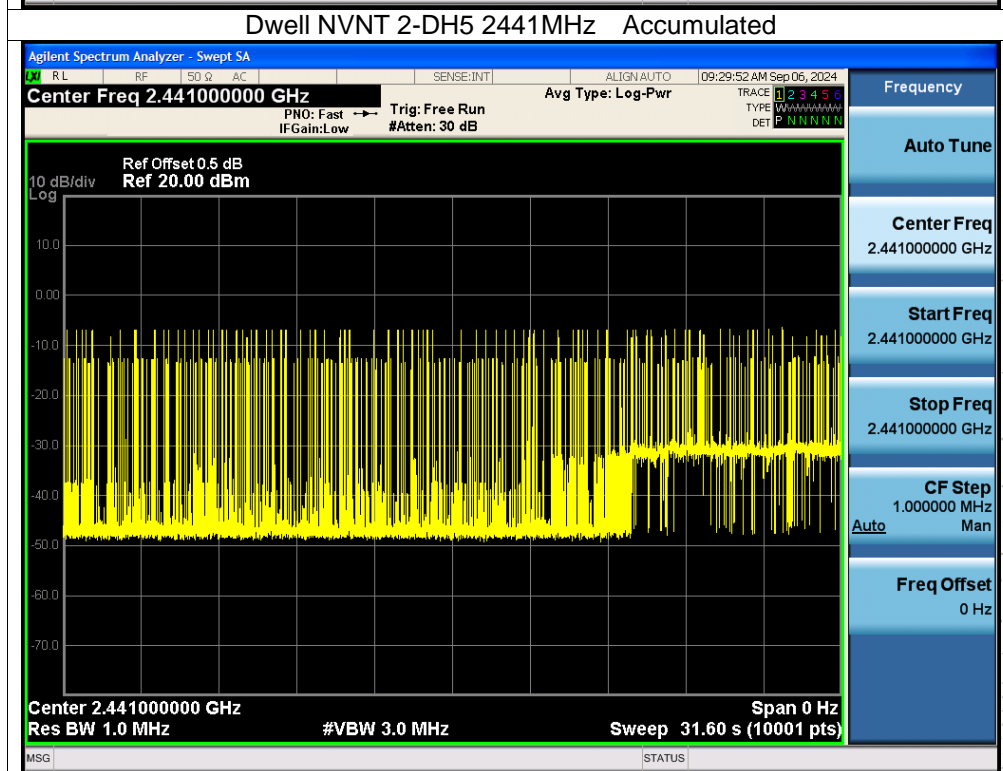 Dwell NVNT 2-DH5 2441MHz Accumulated
Agilent Spectrum Analyzer - Swept SA
LXI RL RF 50 Ω AC SENSE:INT ALIGN AUTO 09:29:52 AM Sep 06, 2024
Center Freq 2.441000000 GHz
Avg Type: Log-Pwr
TRACE 1 2 3 4 5 6
PNO: Fast
Trig: Free Run
TYPE WWWWWW
IFGain:Low
#Atten: 30 dB
DET P N N N N N
Ref Offset 0.5 dB
10 dB/div Ref 20.00 dBm
Log
10.0
0.00
-10.0
-20.0
-30.0
-40.0
-50.0
-60.0
-70.0
Center 2.441000000 GHz Span 0 Hz
Res BW 1.0 MHz #VBW 3.0 MHz Sweep 31.60 s (10001 pts)
MSG STATUS
Frequency
Auto Tune
Center Freq
2.441000000 GHz
Start Freq
2.441000000 GHz
Stop Freq
2.441000000 GHz
CF Step
1.000000 MHz
Auto Man
Freq Offset
0 Hz